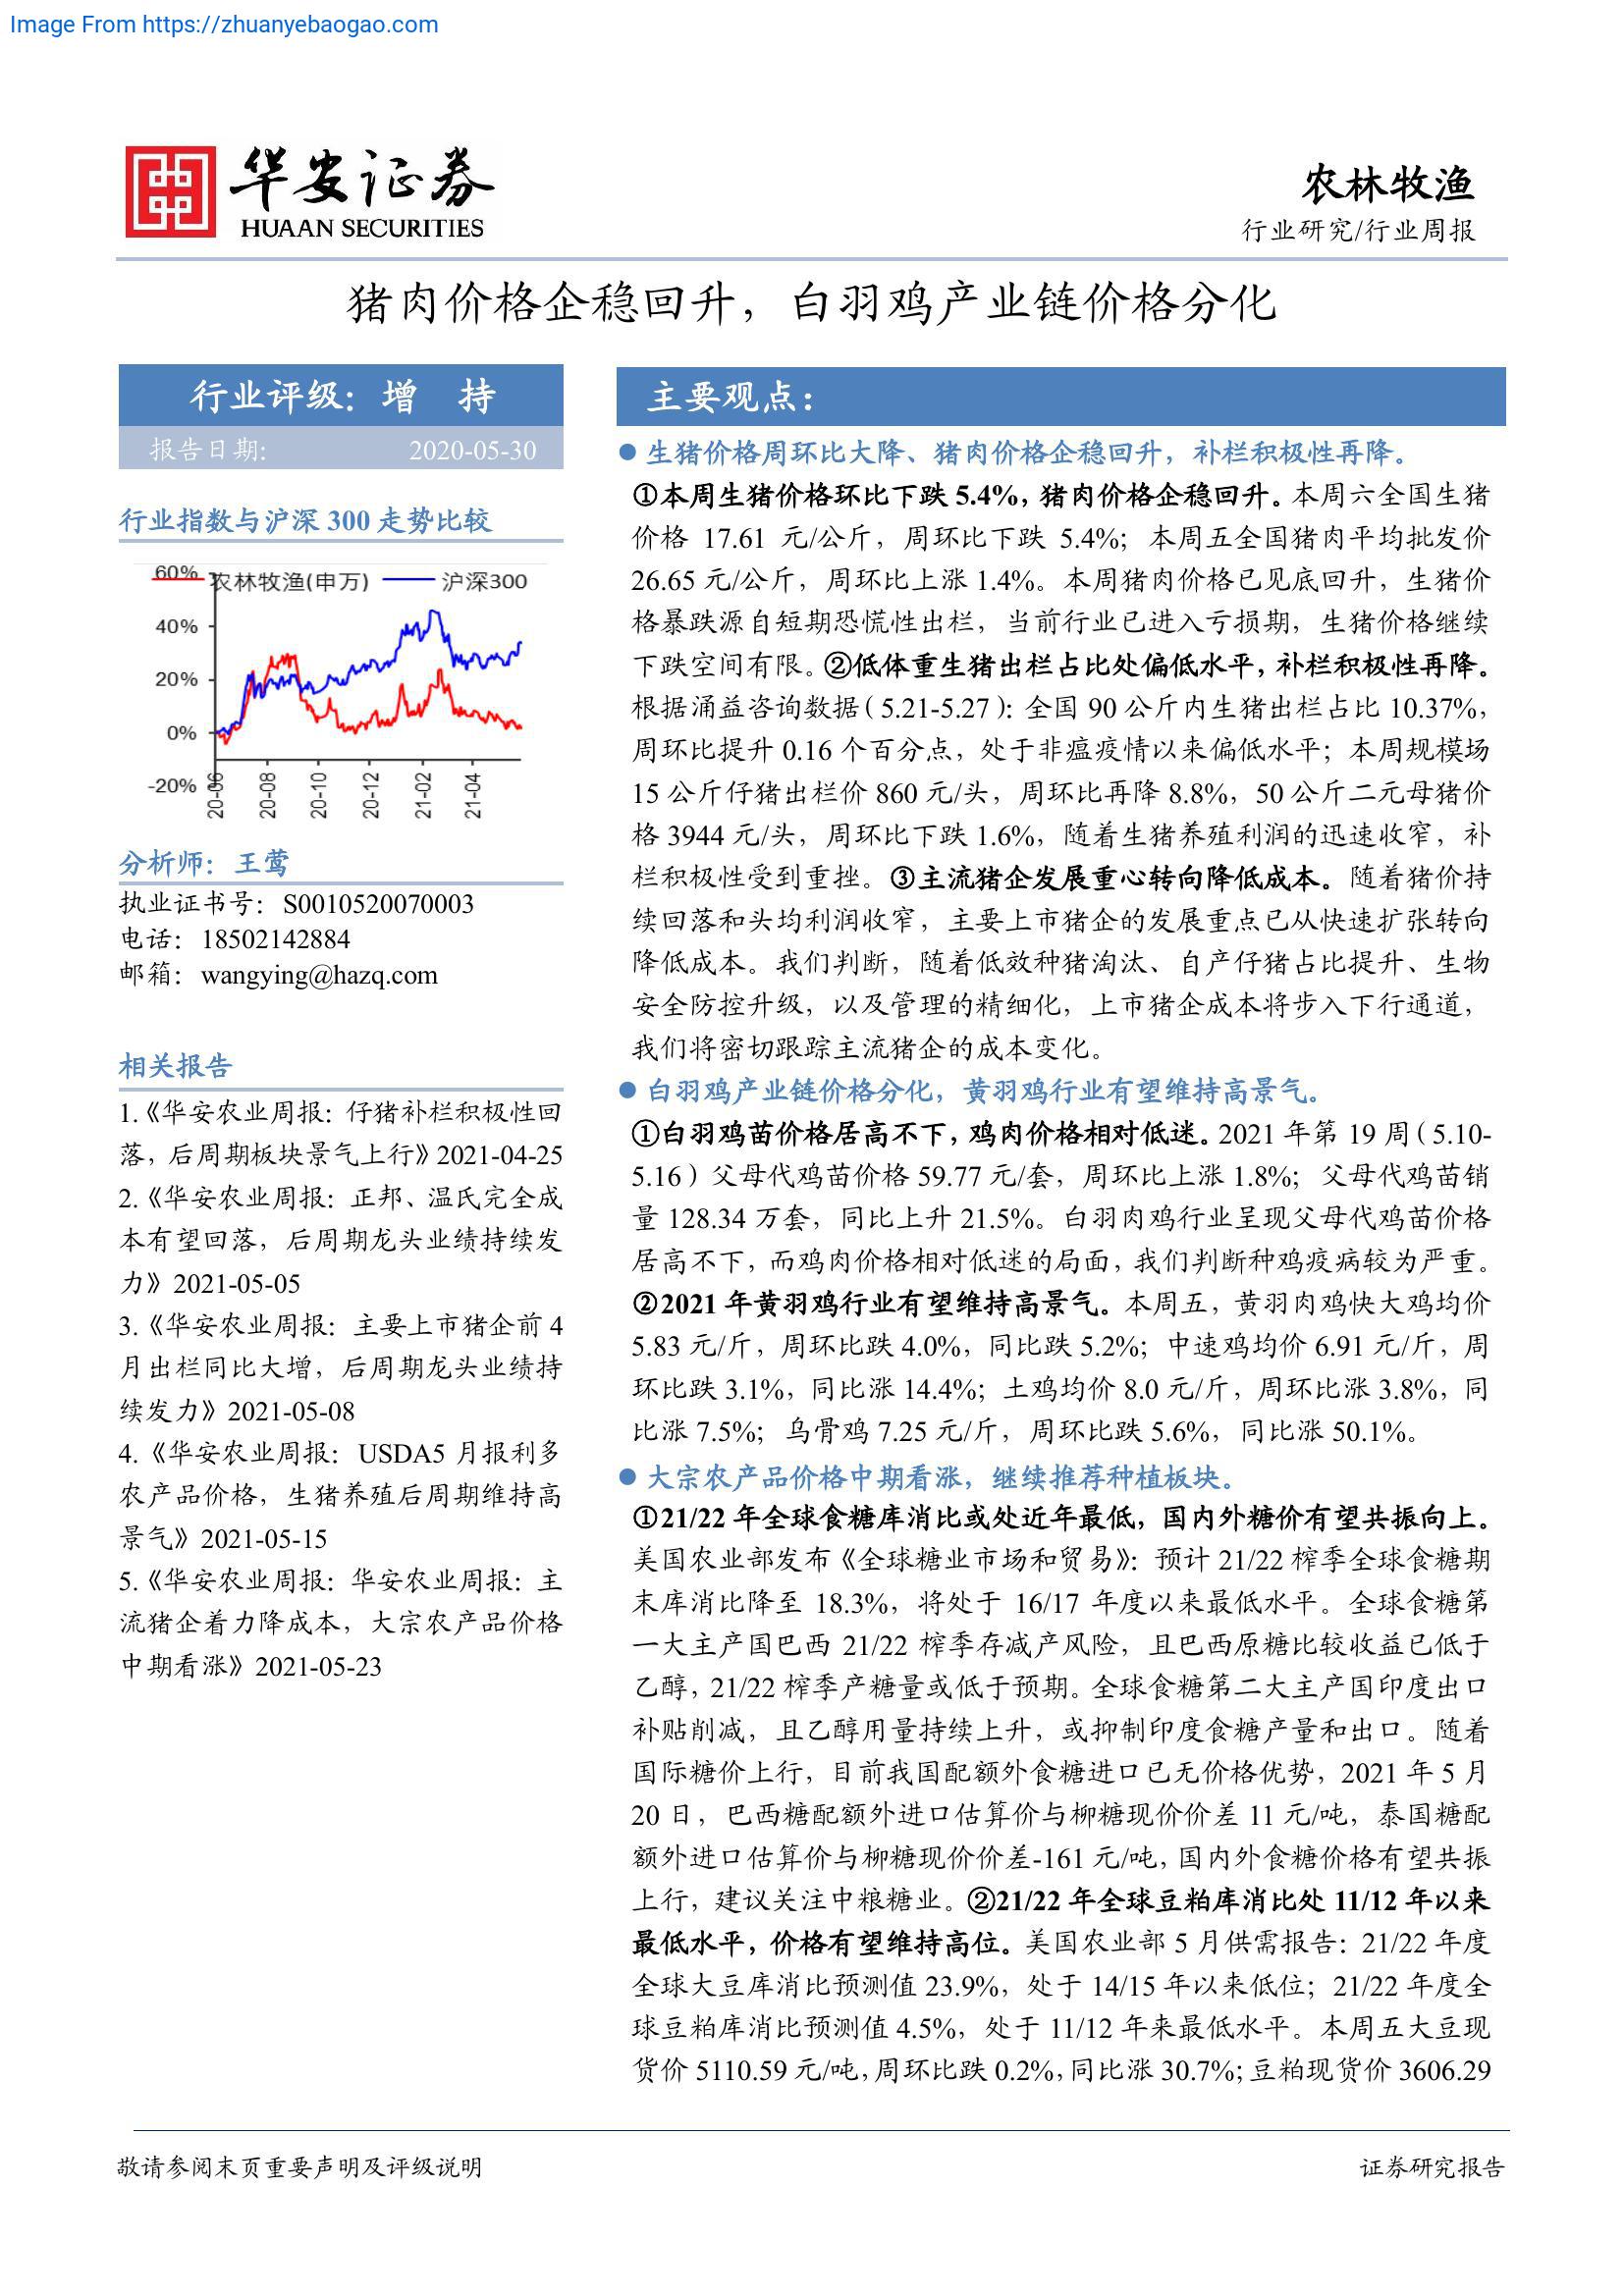 Image From https://zhuanyebaogao.com
华安证券
HUAAN SECURITIES
农林牧渔
行业研究/行业周报
猪肉价格企稳回升，白羽鸡产业链价格分化
行业评级：增 持
报告日期: 2020-05-30
行业指数与沪深 300 走势比较
60%
农林牧渔(申万)
沪深300
40%
20%
0%
-20%
20-06
20-08
20-10
20-12
21-02
21-04
分析师：王莺
执业证书号：S0010520070003
电话：18502142884
邮箱：wangying@hazq.com
相关报告
1.《华安农业周报：仔猪补栏积极性回
落，后周期板块景气上行》2021-04-25
2.《华安农业周报：正邦、温氏完全成
本有望回落，后周期龙头业绩持续发
力》2021-05-05
3.《华安农业周报：主要上市猪企前 4
月出栏同比大增，后周期龙头业绩持
续发力》2021-05-08
4.《华安农业周报：USDA5 月报利多
农产品价格，生猪养殖后周期维持高
景气》2021-05-15
5.《华安农业周报：华安农业周报：主
流猪企着力降成本，大宗农产品价格
中期看涨》2021-05-23
主要观点：
● 生猪价格周环比大降、猪肉价格企稳回升，补栏积极性再降。
①本周生猪价格环比下跌 5.4%，猪肉价格企稳回升。本周六全国生猪
价格 17.61 元/公斤，周环比下跌 5.4%；本周五全国猪肉平均批发价
26.65 元/公斤，周环比上涨 1.4%。本周猪肉价格已见底回升，生猪价
格暴跌源自短期恐慌性出栏，当前行业已进入亏损期，生猪价格继续
下跌空间有限。②低体重生猪出栏占比处偏低水平，补栏积极性再降。
根据涌益咨询数据（5.21-5.27）：全国 90 公斤内生猪出栏占比 10.37%，
周环比提升 0.16 个百分点，处于非瘟疫情以来偏低水平；本周规模场
15 公斤仔猪出栏价 860 元/头，周环比再降 8.8%，50 公斤二元母猪价
格 3944 元/头，周环比下跌 1.6%，随着生猪养殖利润的迅速收窄，补
栏积极性受到重挫。③主流猪企发展重心转向降低成本。随着猪价持
续回落和头均利润收窄，主要上市猪企的发展重点已从快速扩张转向
降低成本。我们判断，随着低效种猪淘汰、自产仔猪占比提升、生物
安全防控升级，以及管理的精细化，上市猪企成本将步入下行通道，
我们将密切跟踪主流猪企的成本变化。
● 白羽鸡产业链价格分化，黄羽鸡行业有望维持高景气。
①白羽鸡苗价格居高不下，鸡肉价格相对低迷。2021 年第 19 周（5.10-
5.16）父母代鸡苗价格 59.77 元/套，周环比上涨 1.8%；父母代鸡苗销
量 128.34 万套，同比上升 21.5%。白羽肉鸡行业呈现父母代鸡苗价格
居高不下，而鸡肉价格相对低迷的局面，我们判断种鸡疫病较为严重。
②2021 年黄羽鸡行业有望维持高景气。本周五，黄羽肉鸡快大鸡均价
5.83 元/斤，周环比跌 4.0%，同比跌 5.2%；中速鸡均价 6.91 元/斤，周
环比跌 3.1%，同比涨 14.4%；土鸡均价 8.0 元/斤，周环比涨 3.8%，同
比涨 7.5%；乌骨鸡 7.25 元/斤，周环比跌 5.6%，同比涨 50.1%。
● 大宗农产品价格中期看涨，继续推荐种植板块。
①21/22 年全球食糖库消比或处近年最低，国内外糖价有望共振向上。
美国农业部发布《全球糖业市场和贸易》：预计 21/22 榨季全球食糖期
末库消比降至 18.3%，将处于 16/17 年度以来最低水平。全球食糖第
一大主产国巴西 21/22 榨季存减产风险，且巴西原糖比较收益已低于
乙醇，21/22 榨季产糖量或低于预期。全球食糖第二大主产国印度出口
补贴削减，且乙醇用量持续上升，或抑制印度食糖产量和出口。随着
国际糖价上行，目前我国配额外食糖进口已无价格优势，2021 年 5 月
20 日，巴西糖配额外进口估算价与柳糖现价价差 11 元/吨，泰国糖配
额外进口估算价与柳糖现价价差-161 元/吨，国内外食糖价格有望共振
上行，建议关注中粮糖业。②21/22 年全球豆粕库消比处 11/12 年以来
最低水平，价格有望维持高位。美国农业部 5 月供需报告：21/22 年度
全球大豆库消比预测值 23.9%，处于 14/15 年以来低位；21/22 年度全
球豆粕库消比预测值 4.5%，处于 11/12 年来最低水平。本周五大豆现
货价 5110.59 元/吨，周环比跌 0.2%，同比涨 30.7%；豆粕现货价 3606.29
敬请参阅末页重要声明及评级说明
证券研究报告